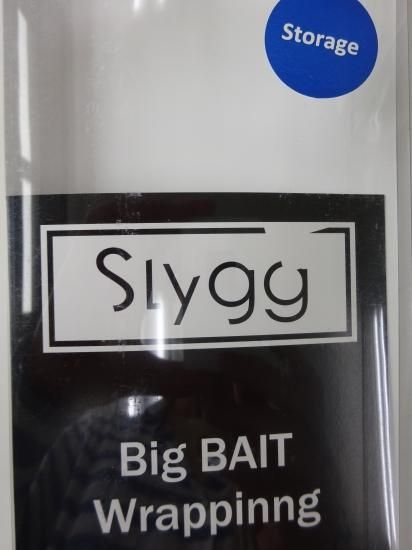 Storage
Slygg
Big BAIT
Wrappinng